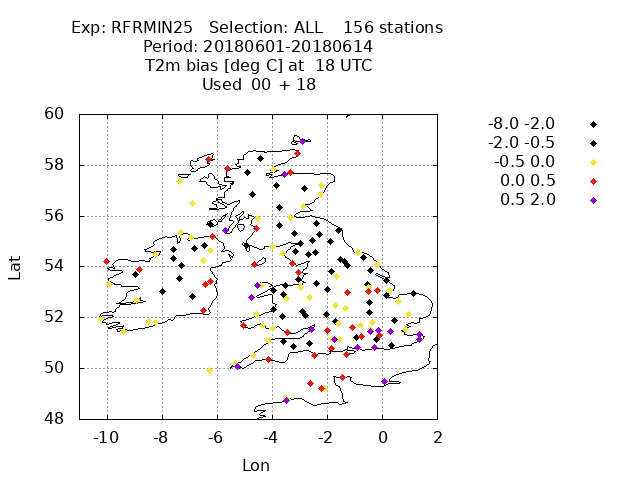 Exp: RFRMIN25 Selection: ALL 156 stations
Period: 20180601-20180614
T2m bias [deg C] at 18 UTC
Used 00 + 18
-8.0 -2.0
-2.0 -0.5
-0.5 0.0
0.0 0.5
0.5 2.0
60
58
56
54
52
50
48
Lat
-10 -8 -6 -4 -2 0 2
Lon